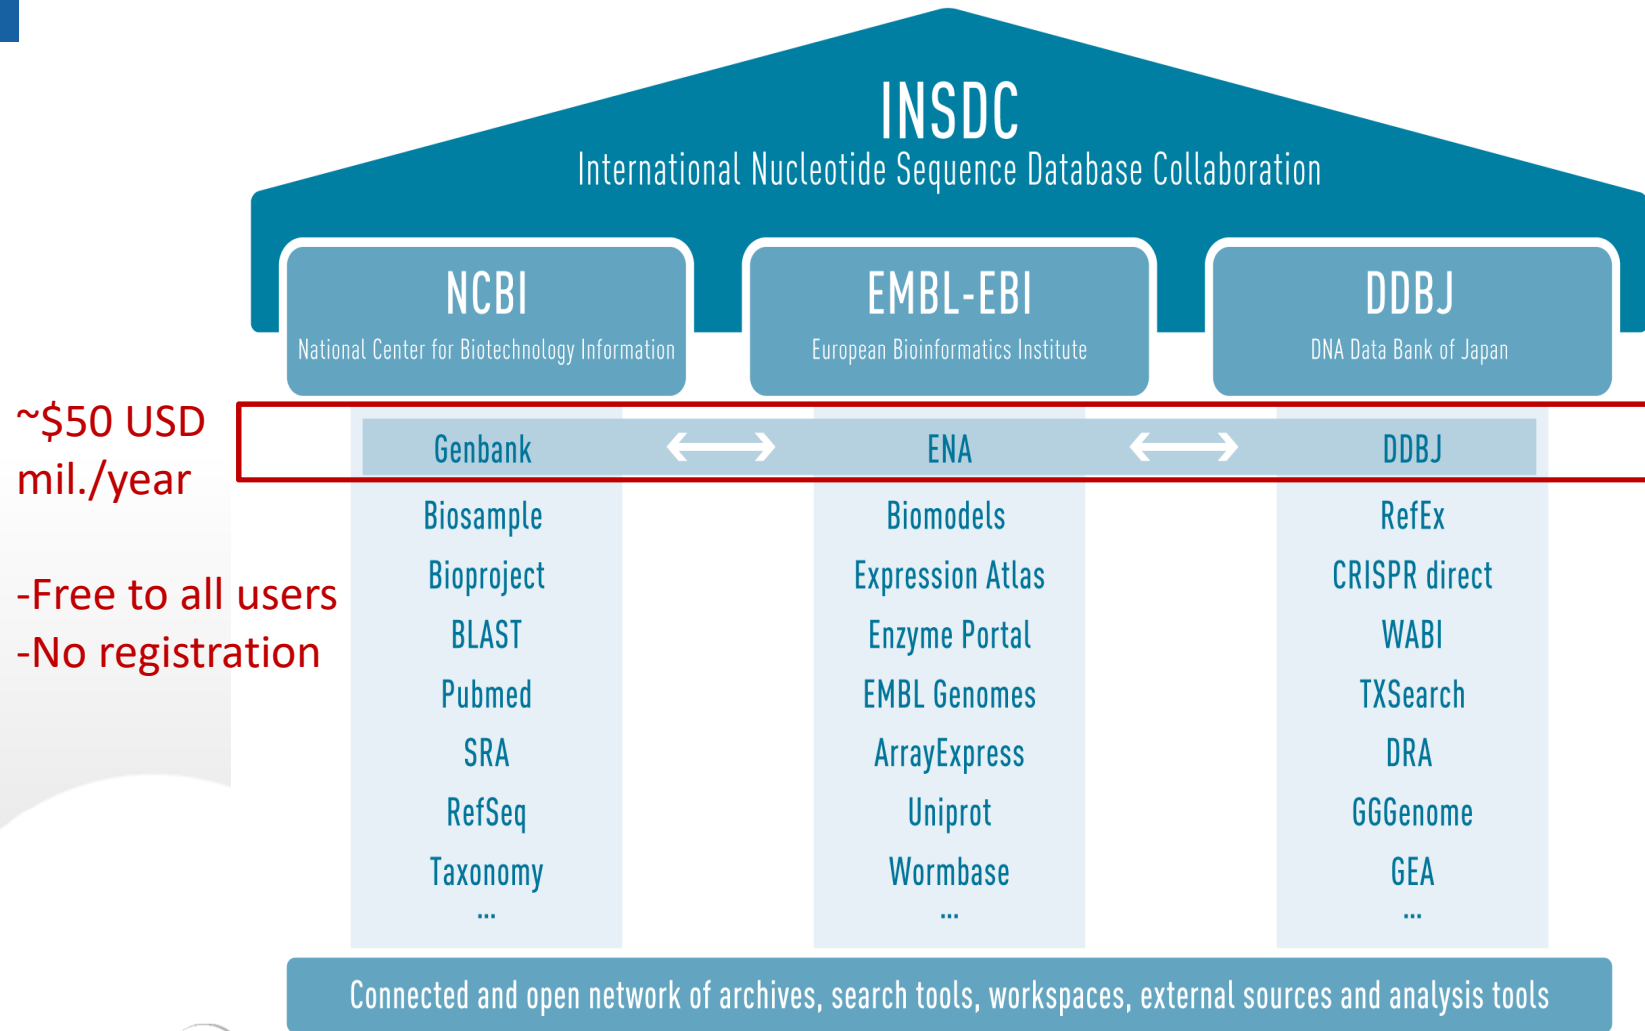 INSDC
International Nucleotide Sequence Database Collaboration
NCBI
National Center for Biotechnology Information
EMBL-EBI
European Bioinformatics Institute
DDBJ
DNA Data Bank of Japan
~$50 USD
mil./year
-Free to all users
-No registration
Genbank
ENA
DDBJ
Biosample
Bioproject
BLAST
Pubmed
SRA
RefSeq
Taxonomy
...
Biomodels
Expression Atlas
Enzyme Portal
EMBL Genomes
ArrayExpress
Uniprot
Wormbase
...
RefEx
CRISPR direct
WABI
TXSearch
DRA
GGGenome
GEA
...
Connected and open network of archives, search tools, workspaces, external sources and analysis tools